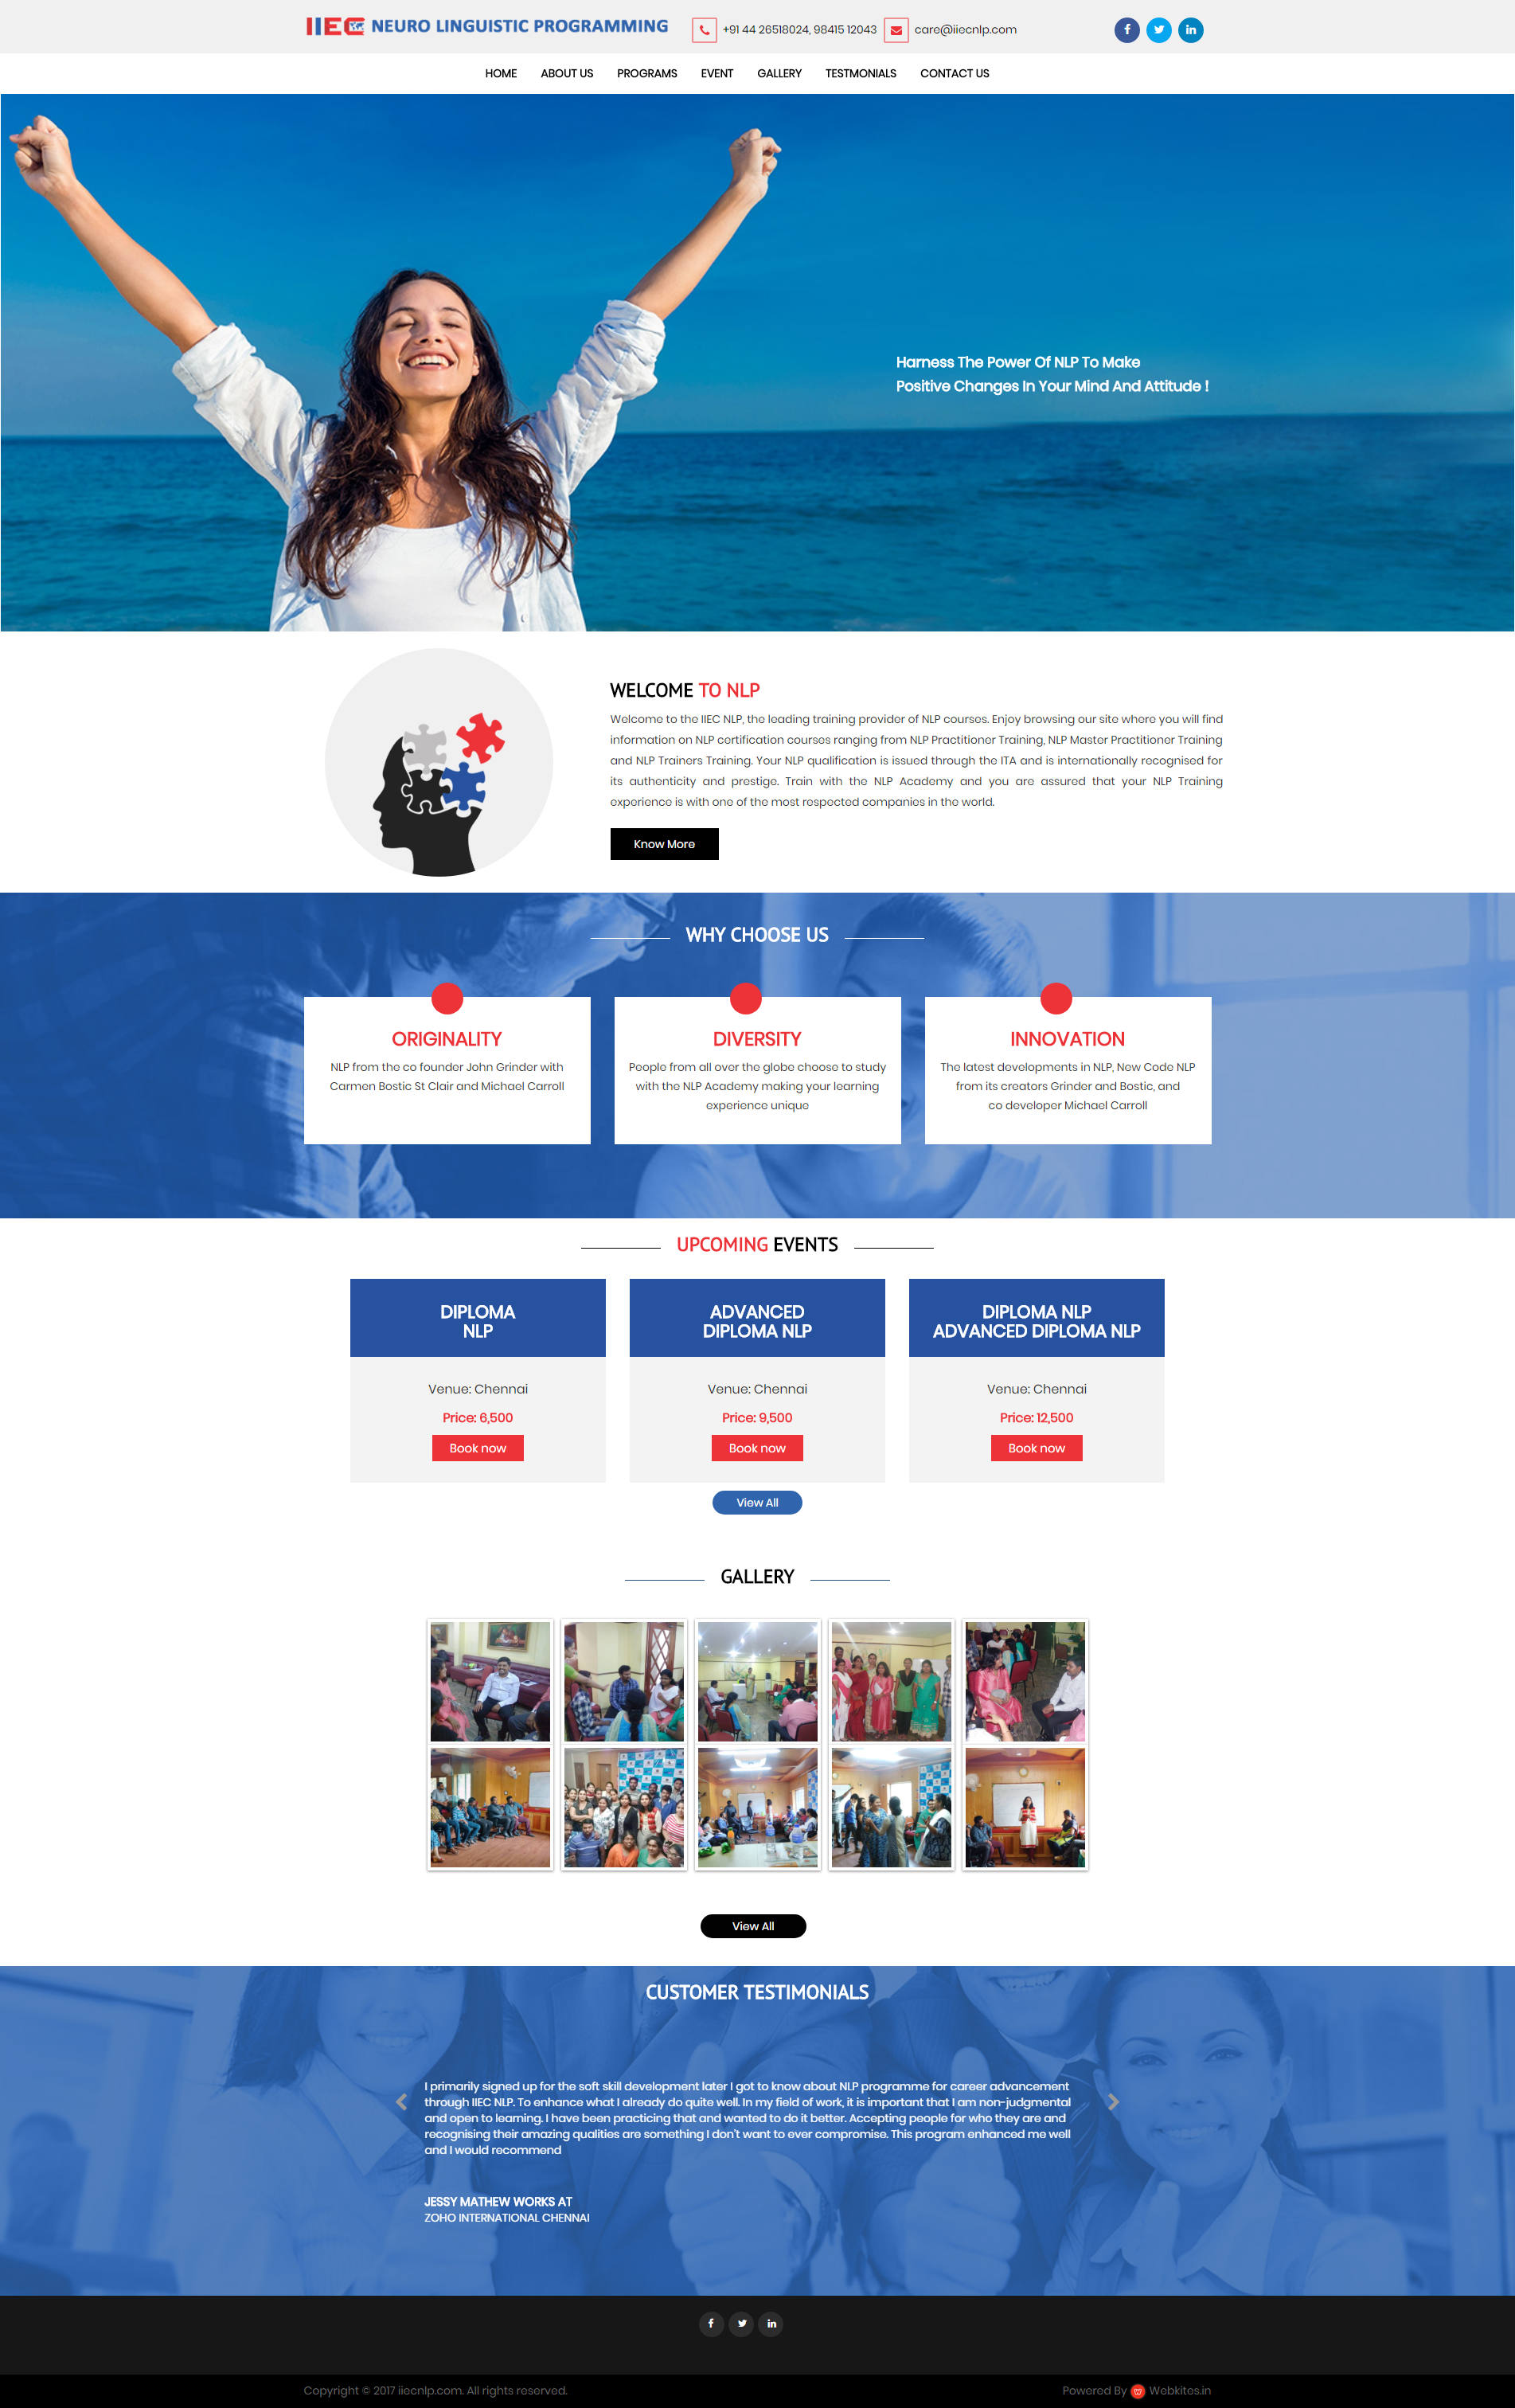 IIEC NEURO LINGUISTIC PROGRAMMING
+91 44 26518024, 98415 12043
care@iiecnlp.com
HOME
ABOUT US
PROGRAMS
EVENT
GALLERY
TESTMONIALS
CONTACT US
Harness The Power Of NLP To Make
Positive Changes In Your Mind And Attitude !
WELCOME TO NLP
Welcome to the IIEC NLP, the leading training provider of NLP courses. Enjoy browsing our site where you will find
information on NLP certification courses ranging from NLP Practitioner Training, NLP Master Practitioner Training
and NLP Trainers Training. Your NLP qualification is issued through the ITA and is internationally recognised for
its authenticity and prestige. Train with the NLP Academy and you are assured that your NLP Training
experience is with one of the most respected companies in the world.
Know More
WHY CHOOSE US
ORIGINALITY
NLP from the co founder John Grinder with
Carmen Bostic St Clair and Michael Carroll
DIVERSITY
People from all over the globe choose to study
with the NLP Academy making your learning
experience unique
INNOVATION
The latest developments in NLP, New Code NLP
from its creators Grinder and Bostic, and
co developer Michael Carroll
UPCOMING EVENTS
DIPLOMA
NLP
Venue: Chennai
Price: 6,500
Book now
ADVANCED
DIPLOMA NLP
Venue: Chennai
Price: 9,500
Book now
DIPLOMA NLP
ADVANCED DIPLOMA NLP
Venue: Chennai
Price: 12,500
Book now
View All
GALLERY
View All
CUSTOMER TESTIMONIALS
I primarily signed up for the soft skill development later I got to know about NLP programme for career advancement
through IIEC NLP. To enhance what I already do quite well. In my field of work, it is important that I am non-judgmental
and open to learning. I have been practicing that and wanted to do it better. Accepting people for who they are and
recognising their amazing qualities are something I don't want to ever compromise. This program enhanced me well
and I would recommend
JESSY MATHEW WORKS AT
ZOHO INTERNATIONAL CHENNAI
Copyright © 2017 iiecnlp.com. All rights reserved.
Powered By Webkites.in